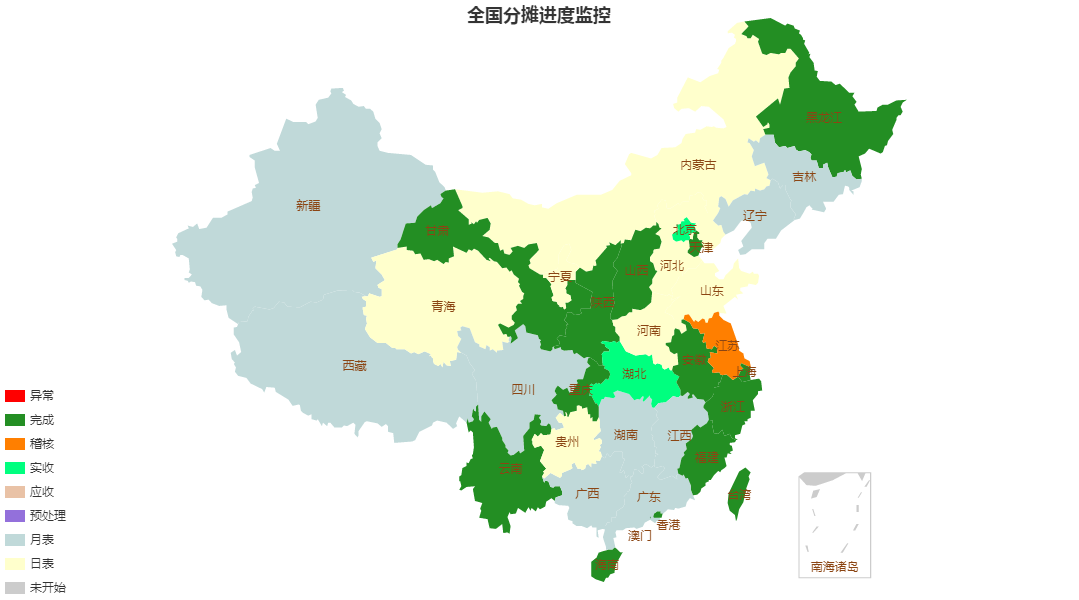 全国分摊进度监控
黑龙江
内蒙古
吉林
新疆
辽宁
甘肃
北京
天津
河北
山西
宁夏
山东
陕西
青海
河南
江苏
安徽
西藏
上海
湖北
四川
重庆
浙江
湖南
江西
贵州
福建
云南
广西
广东
台湾
香港
澳门
海南
南海诸岛
异常
完成
稽核
实收
应收
预处理
月表
日表
未开始